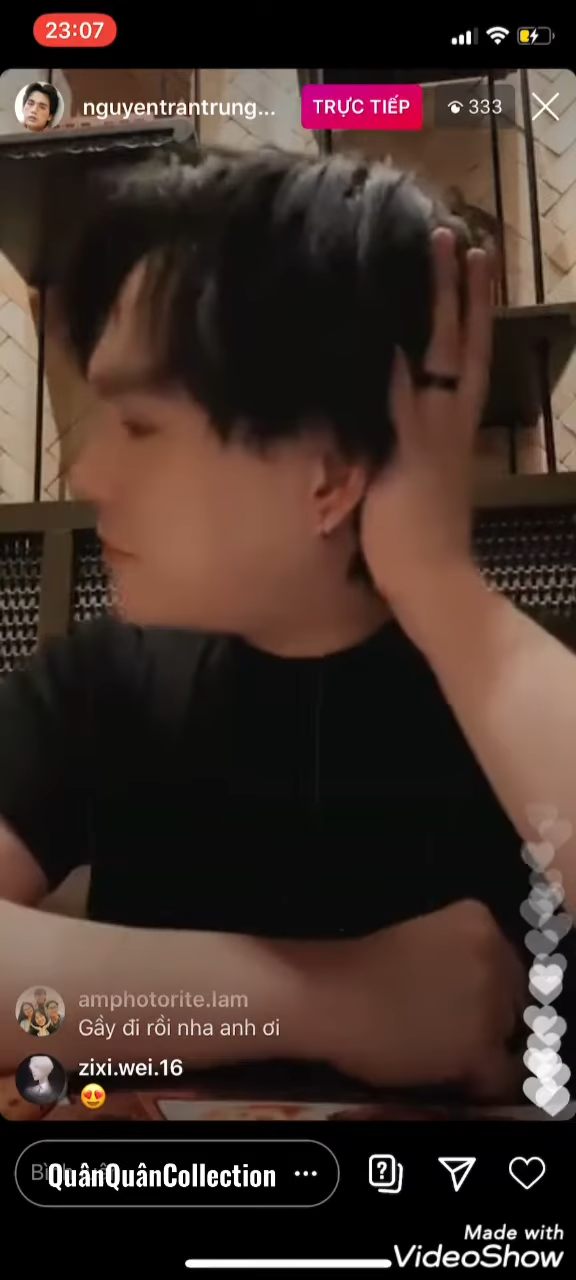 23:07
nguyentrantrung...
TRỰC TIẾP
333
amphotorite.lam
Gầy đi rồi nha anh ơi
zixi.wei.16
QuânQuânCollection
Made with
VideoShow